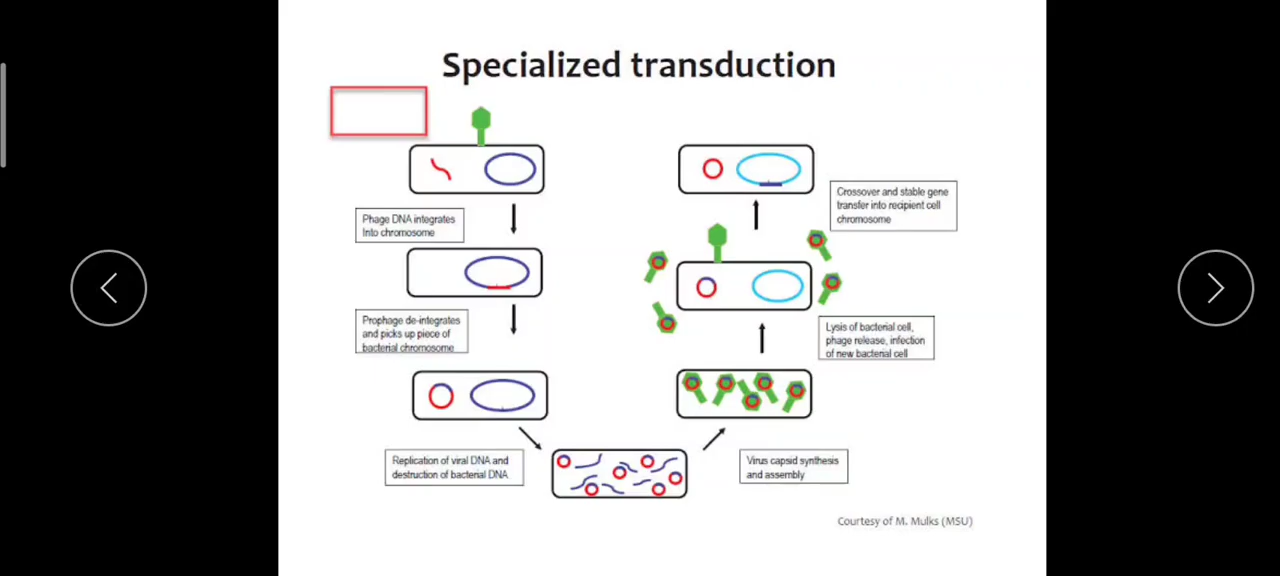 Specialized transduction
Phage DNA integrates
Into chromosome
Prophage de-integrates
and picks up piece of
bacterial chromosome
Replication of viral DNA and
destruction of bacterial DNA
Virus capsid synthesis
and assembly
Lysis of bacterial cell,
phage release, infection
of new bacterial cell
Crossover and stable gene
transfer into recipient cell
chromosome
Courtesy of M. Mulks (MSU)